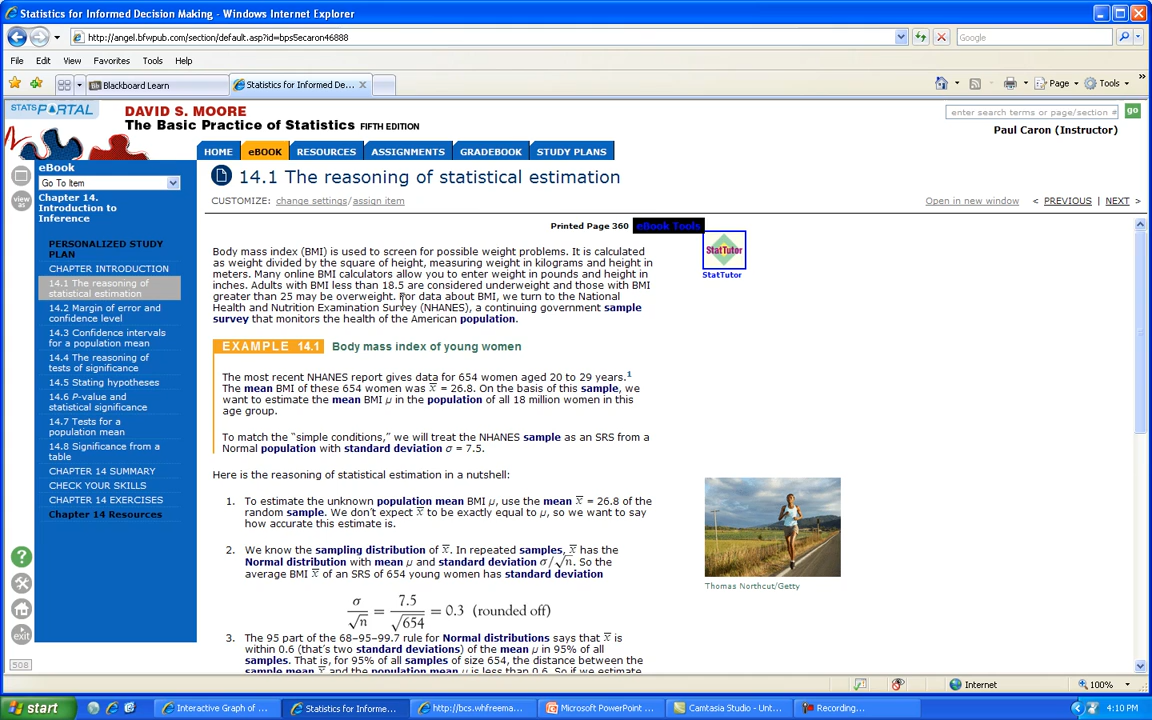 Statistics for Informed Decision Making - Windows Internet Explorer
http://angel.bfwpub.com/section/default.asp?id=bps5ecaron46888
Google
File Edit View Favorites Tools Help
Blackboard Learn
Statistics for Informed De...
Page
Tools
STATSPORTAL
DAVID S. MOORE
The Basic Practice of Statistics FIFTH EDITION
enter search terms or page/section #
go
Paul Caron (Instructor)
HOME eBOOK RESOURCES ASSIGNMENTS GRADEBOOK STUDY PLANS
eBOOK
Go To Item
view as
Chapter 14.
Introduction to
Inference
PERSONALIZED STUDY
PLAN
CHAPTER INTRODUCTION
14.1 The reasoning of
statistical estimation
14.2 Margin of error and
confidence level
14.3 Confidence intervals
for a population mean
14.4 The reasoning of
tests of significance
14.5 Stating hypotheses
14.6 P-value and
statistical significance
14.7 Tests for a
population mean
14.8 Significance from a
table
CHAPTER 14 SUMMARY
CHECK YOUR SKILLS
CHAPTER 14 EXERCISES
Chapter 14 Resources
?
exit
508
14.1 The reasoning of statistical estimation
CUSTOMIZE: change settings/assign item
Open in new window < PREVIOUS | NEXT >
Printed Page 360 eBook Tools
StatTutor
StatTutor
Body mass index (BMI) is used to screen for possible weight problems. It is calculated
as weight divided by the square of height, measuring weight in kilograms and height in
meters. Many online BMI calculators allow you to enter weight in pounds and height in
inches. Adults with BMI less than 18.5 are considered underweight and those with BMI
greater than 25 may be overweight. For data about BMI, we turn to the National
Health and Nutrition Examination Survey (NHANES), a continuing government sample
survey that monitors the health of the American population.
EXAMPLE 14.1 Body mass index of young women
The most recent NHANES report gives data for 654 women aged 20 to 29 years.1
The mean BMI of these 654 women was x̅ = 26.8. On the basis of this sample, we
want to estimate the mean BMI μ in the population of all 18 million women in this
age group.
To match the “simple conditions,” we will treat the NHANES sample as an SRS from a
Normal population with standard deviation σ = 7.5.
Here is the reasoning of statistical estimation in a nutshell:
1. To estimate the unknown population mean BMI μ, use the mean x̅ = 26.8 of the
random sample. We don’t expect x̅ to be exactly equal to μ, so we want to say
how accurate this estimate is.
2. We know the sampling distribution of x̅. In repeated samples, x̅ has the
Normal distribution with mean μ and standard deviation σ/√n. So the
average BMI x̅ of an SRS of 654 young women has standard deviation
σ/√n = 7.5/√654 = 0.3 (rounded off)
3. The 95 part of the 68–95–99.7 rule for Normal distributions says that x̅ is
within 0.6 (that’s two standard deviations) of the mean μ in 95% of all
samples. That is, for 95% of all samples of size 654, the distance between the
sample mean x̅ and the population mean μ is less than 0.6. So if we estimate
Thomas Northcut/Getty
Internet
100%
start
Interactive Graph of ...
Statistics for Informe...
http://bcs.whfreema...
Microsoft PowerPoint ...
Camtasia Studio - Unt...
Recording...
4:10 PM